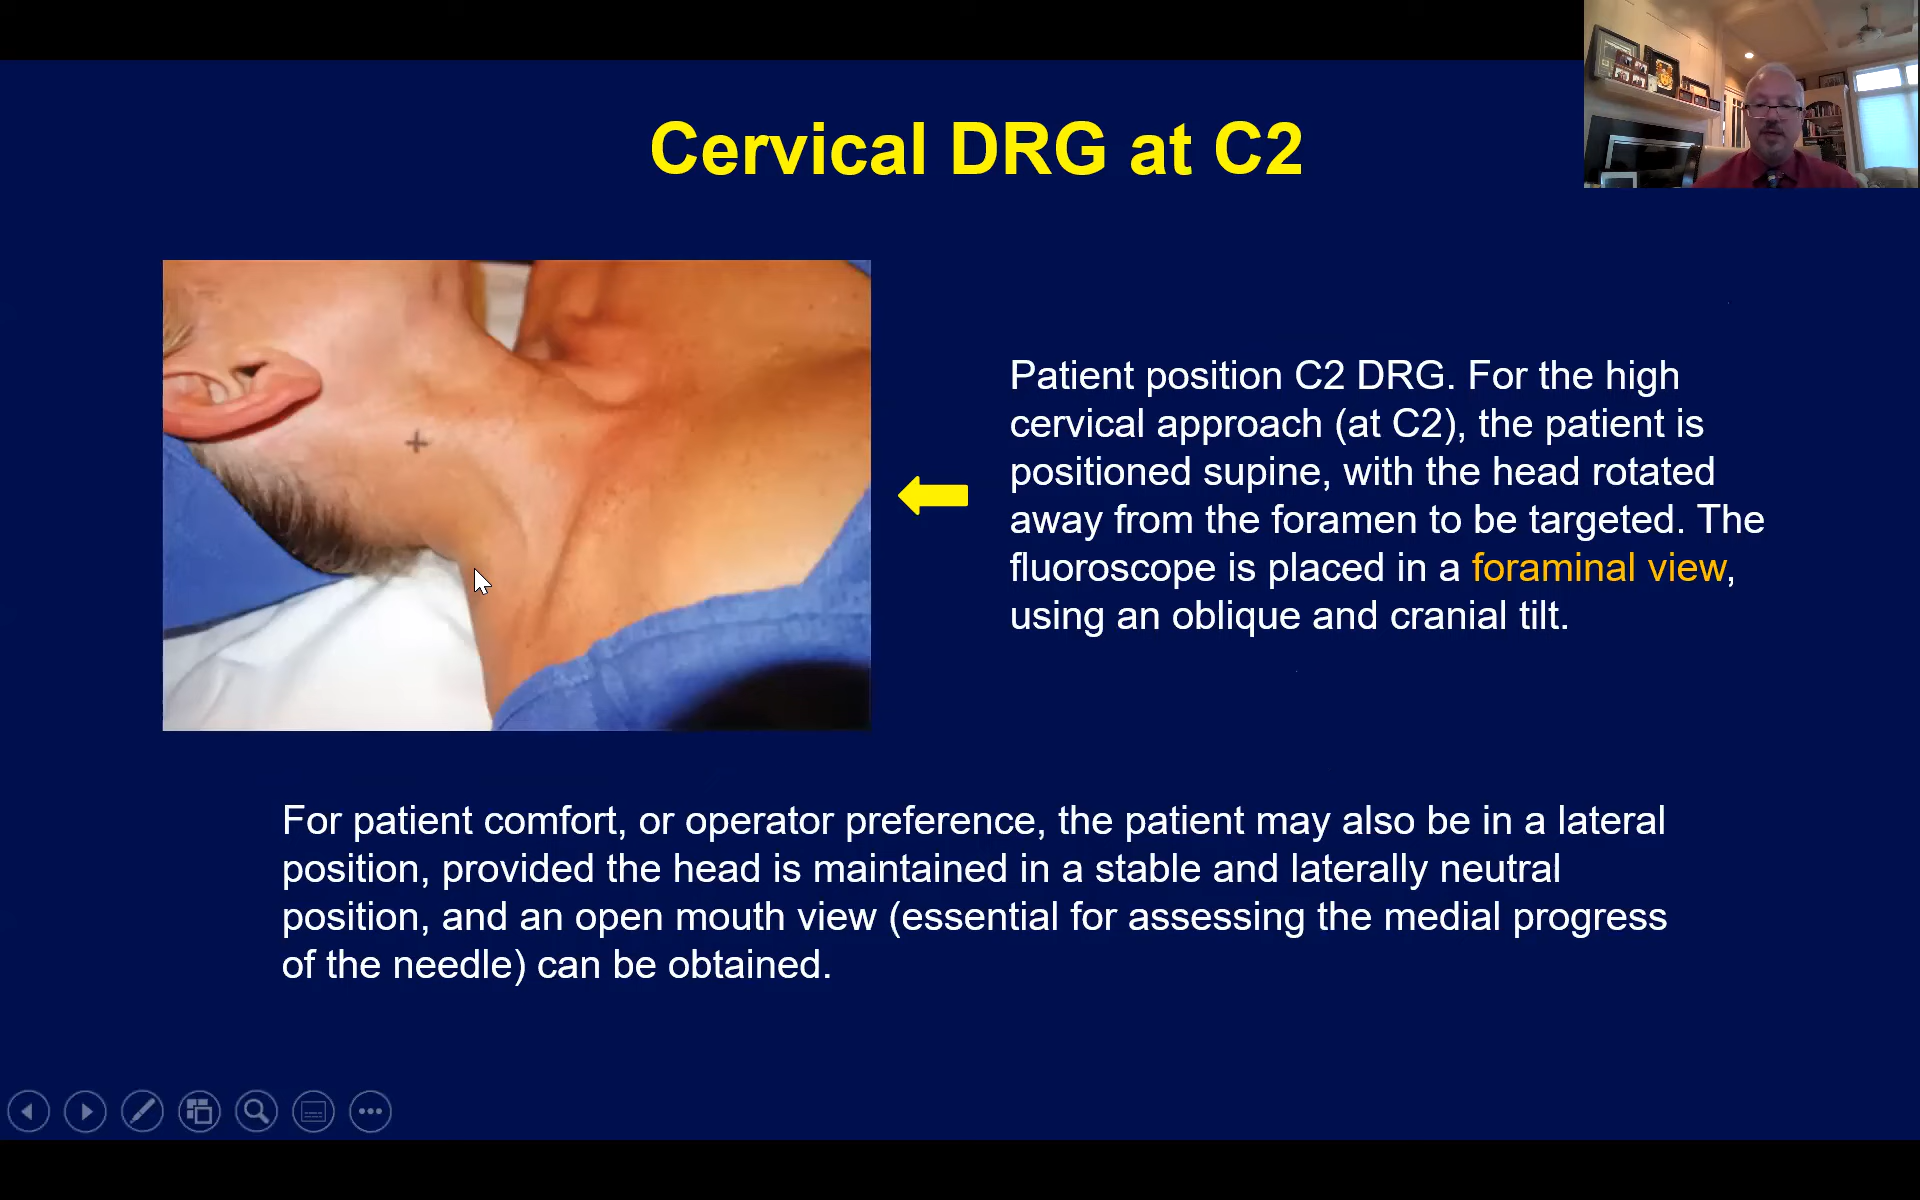 Cervical DRG at C2
Patient position C2 DRG. For the high
cervical approach (at C2), the patient is
positioned supine, with the head rotated
away from the foramen to be targeted. The
fluoroscope is placed in a foraminal view,
using an oblique and cranial tilt.
For patient comfort, or operator preference, the patient may also be in a lateral
position, provided the head is maintained in a stable and laterally neutral
position, and an open mouth view (essential for assessing the medial progress
of the needle) can be obtained.